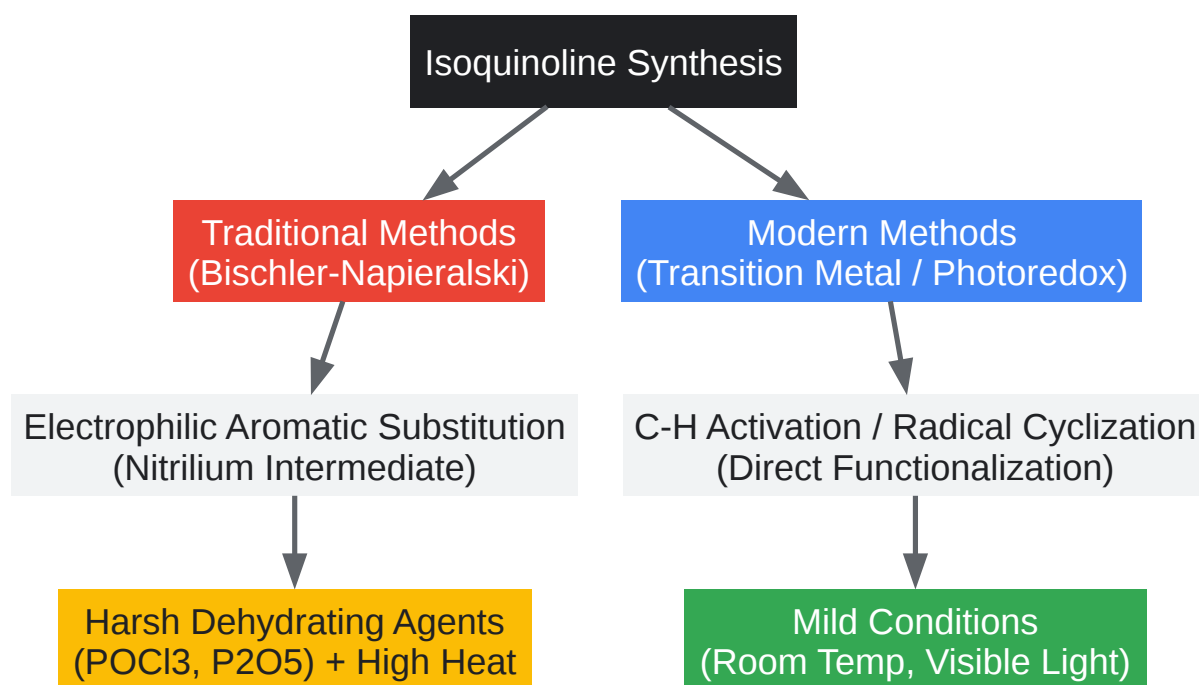 Isoquinoline Synthesis
Traditional Methods
(Bischler-Napieralski)
Modern Methods
(Transition Metal / Photoredox)
Electrophilic Aromatic Substitution
(Nitrilium Intermediate)
C-H Activation / Radical Cyclization
(Direct Functionalization)
Harsh Dehydrating Agents
(POCl3, P2O5) + High Heat
Mild Conditions
(Room Temp, Visible Light)